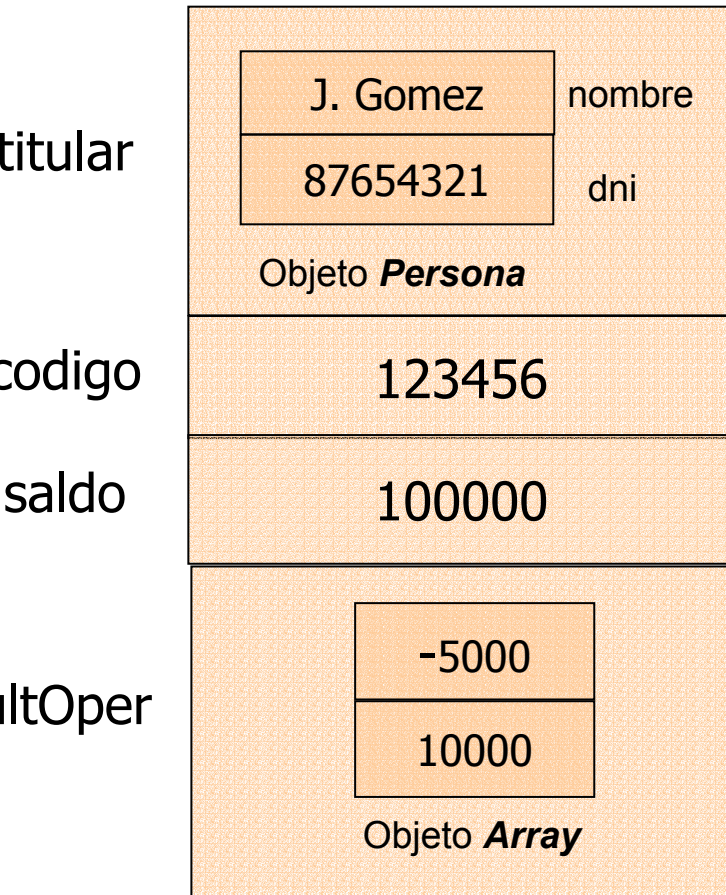 J. Gomez nombre
titular
87654321 dni
Objeto Persona
codigo 123456
saldo 100000
-5000
ultOper
10000
Objeto Array